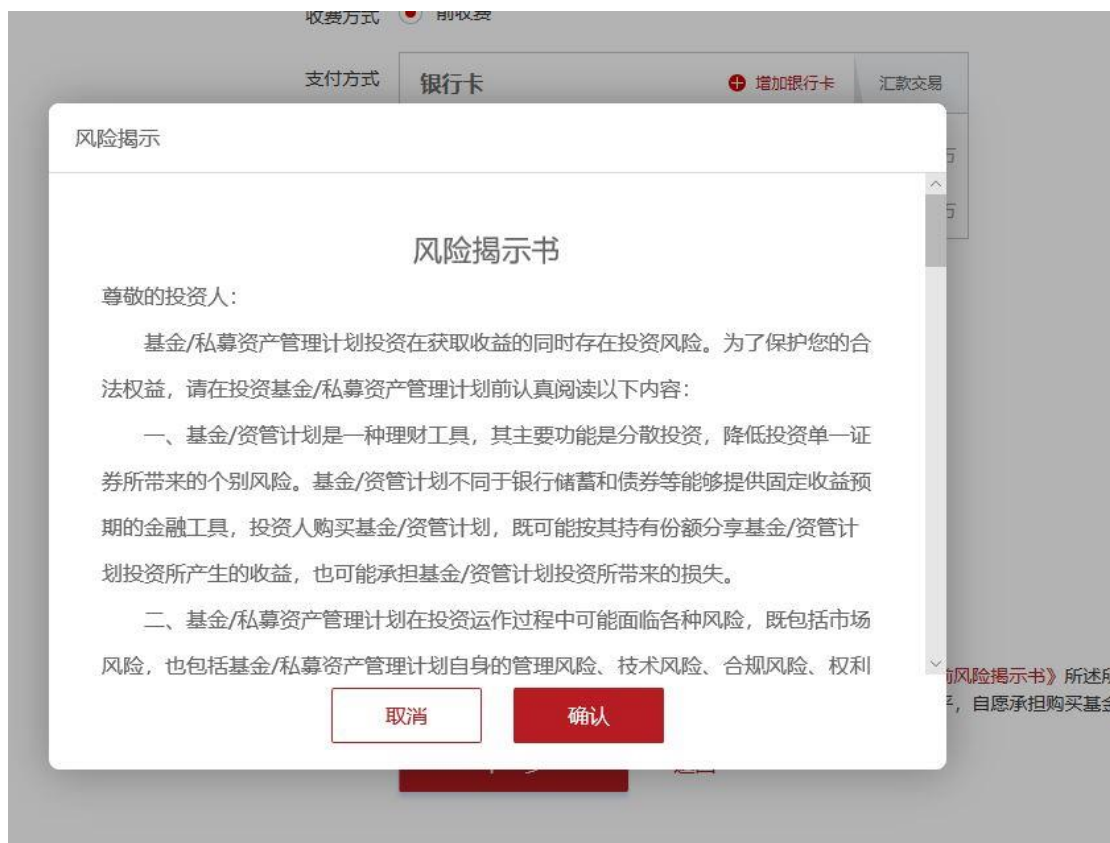 收费方式 前收费
支付方式 银行卡 增加银行卡 汇款交易
风险揭示
万
万
风险揭示书
尊敬的投资人：
基金/私募资产管理计划投资在获取收益的同时存在投资风险。为了保护您的合
法权益，请在投资基金/私募资产管理计划前认真阅读以下内容：
一、基金/资管计划是一种理财工具，其主要功能是分散投资，降低投资单一证
券所带来的个别风险。基金/资管计划不同于银行储蓄和债券等能够提供固定收益预
期的金融工具，投资人购买基金/资管计划，既可能按其持有份额分享基金/资管计
划投资所产生的收益，也可能承担基金/资管计划投资所带来的损失。
二、基金/私募资产管理计划在投资运作过程中可能面临各种风险，既包括市场
风险，也包括基金/私募资产管理计划自身的管理风险、技术风险、合规风险、权利
风险揭示书》所述
，自愿承担购买基金
取消 确认